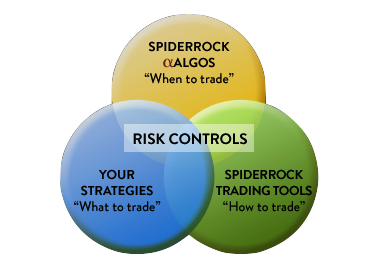 SPIDERROCK
αALGOS
“When to trade”
RISK CONTROLS
YOUR
STRATEGIES
“What to trade”
SPIDERROCK
TRADING TOOLS
“How to trade”